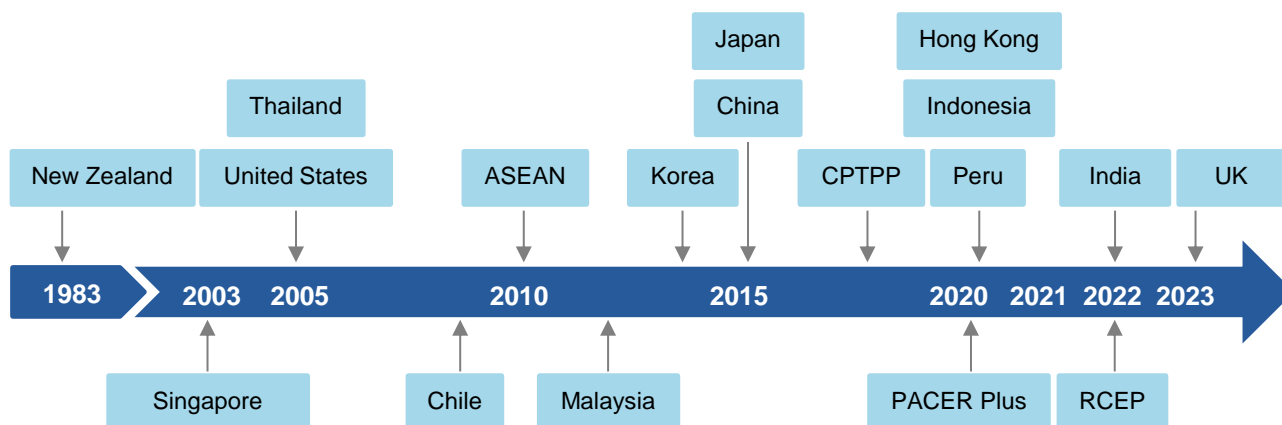 Japan
Hong Kong
Thailand
China
Indonesia
New Zealand
United States
ASEAN
Korea
CPTPP
Peru
India
UK
1983
2003
2005
2010
2015
2020
2021
2022
2023
Singapore
Chile
Malaysia
PACER Plus
RCEP